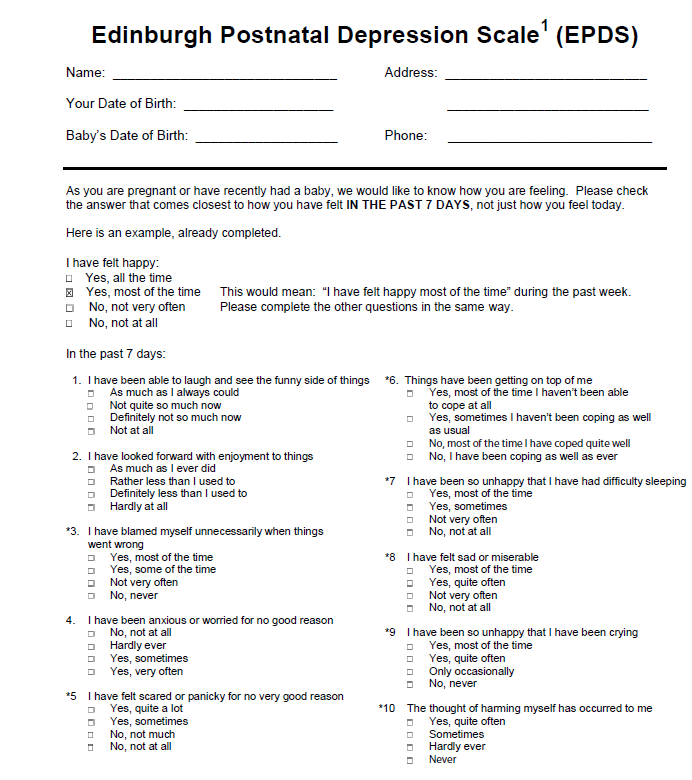 Edinburgh Postnatal Depression Scale1 (EPDS)
Name: ______________________________ Address: ___________________________
Your Date of Birth: ____________________ ___________________________
Baby's Date of Birth: ___________________ Phone: ___________________________
As you are pregnant or have recently had a baby, we would like to know how you are feeling. Please check
the answer that comes closest to how you have felt IN THE PAST 7 DAYS, not just how you feel today.
Here is an example, already completed.
I have felt happy:
☐ Yes, all the time
☒ Yes, most of the time This would mean: “I have felt happy most of the time” during the past week.
☐ No, not very often Please complete the other questions in the same way.
☐ No, not at all
In the past 7 days:
1. I have been able to laugh and see the funny side of things
☐ As much as I always could
☐ Not quite so much now
☐ Definitely not so much now
☐ Not at all
2. I have looked forward with enjoyment to things
☐ As much as I ever did
☐ Rather less than I used to
☐ Definitely less than I used to
☐ Hardly at all
*3. I have blamed myself unnecessarily when things
went wrong
☐ Yes, most of the time
☐ Yes, some of the time
☐ Not very often
☐ No, never
4. I have been anxious or worried for no good reason
☐ No, not at all
☐ Hardly ever
☐ Yes, sometimes
☐ Yes, very often
*5 I have felt scared or panicky for no very good reason
☐ Yes, quite a lot
☐ Yes, sometimes
☐ No, not much
☐ No, not at all
*6. Things have been getting on top of me
☐ Yes, most of the time I haven’t been able
to cope at all
☐ Yes, sometimes I haven't been coping as well
as usual
☐ No, most of the time I have coped quite well
☐ No, I have been coping as well as ever
*7 I have been so unhappy that I have had difficulty sleeping
☐ Yes, most of the time
☐ Yes, sometimes
☐ Not very often
☐ No, not at all
*8 I have felt sad or miserable
☐ Yes, most of the time
☐ Yes, quite often
☐ Not very often
☐ No, not at all
*9 I have been so unhappy that I have been crying
☐ Yes, most of the time
☐ Yes, quite often
☐ Only occasionally
☐ No, never
*10 The thought of harming myself has occurred to me
☐ Yes, quite often
☐ Sometimes
☐ Hardly ever
☐ Never